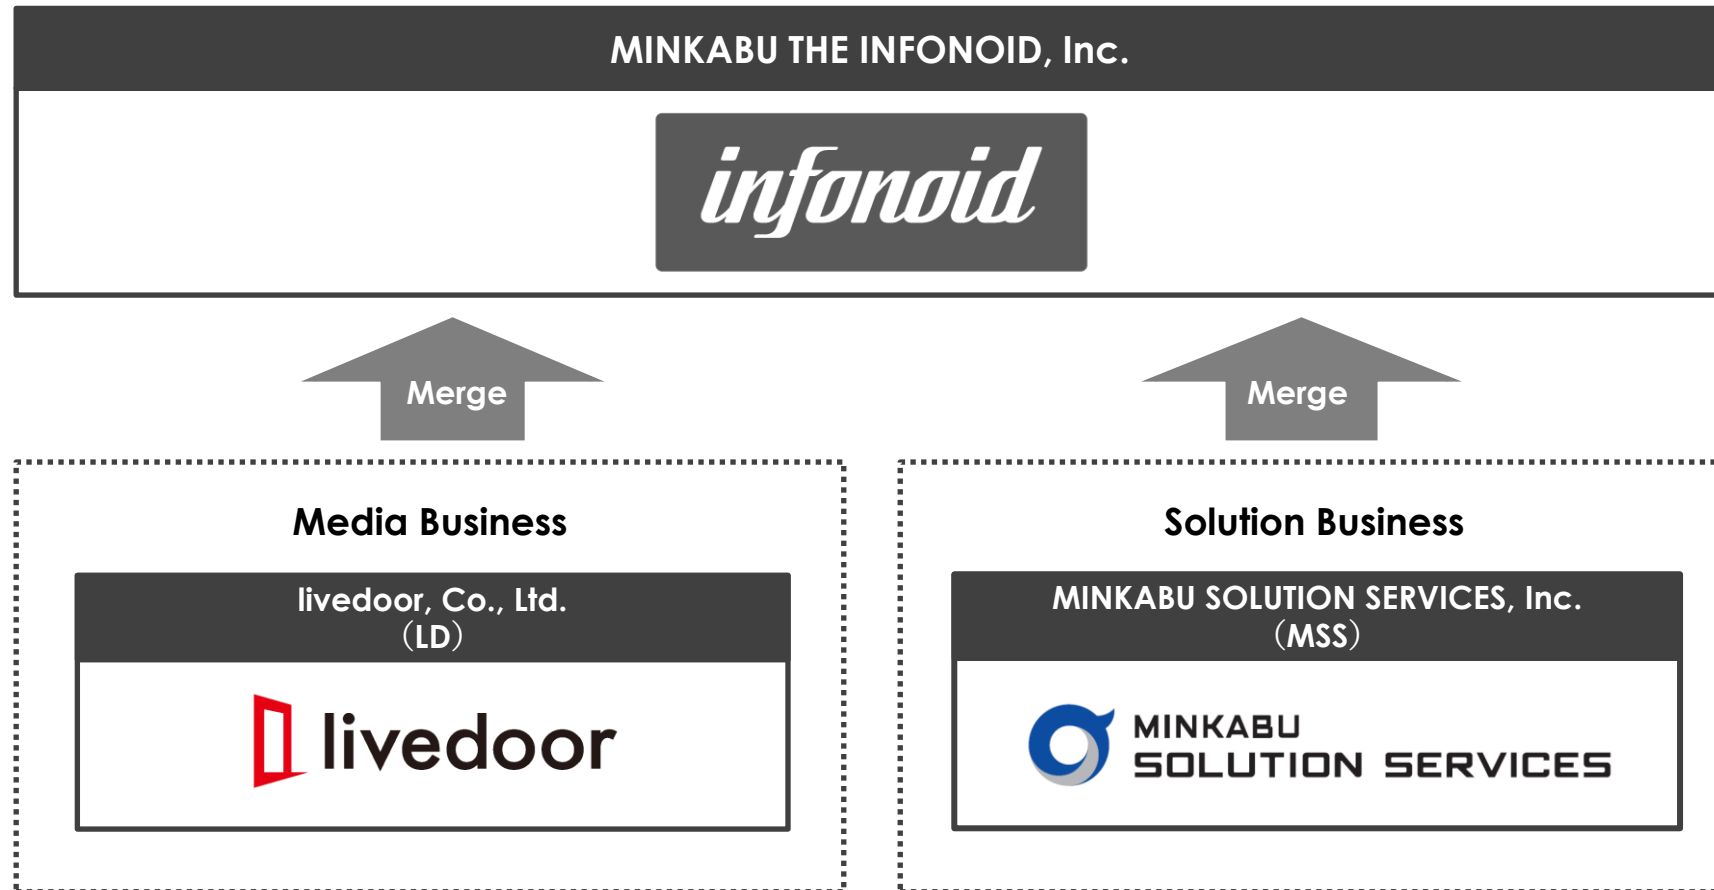 MINKABU THE INFONOID, Inc.
infonoid
Merge
Merge
Media Business
livedoor, Co., Ltd.
（LD）
livedoor
Solution Business
MINKABU SOLUTION SERVICES, Inc.
（MSS）
MINKABU
SOLUTION SERVICES